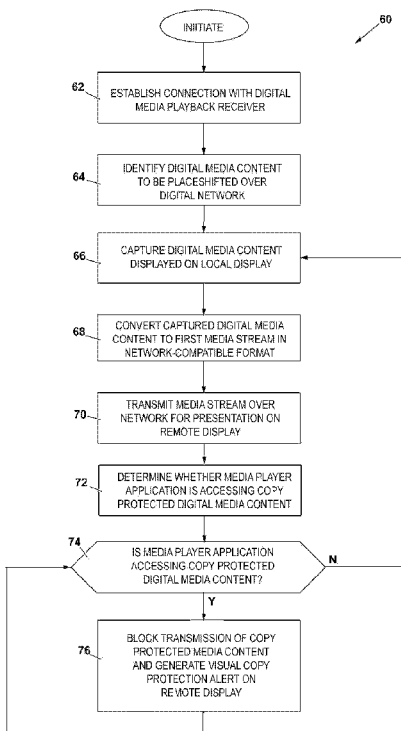 INITIATE
60
62
ESTABLISH CONNECTION WITH DIGITAL
MEDIA PLAYBACK RECEIVER
64
IDENTIFY DIGITAL MEDIA CONTENT
TO BE PLACESHIFTED OVER
DIGITAL NETWORK
66
CAPTURE DIGITAL MEDIA CONTENT
DISPLAYED ON LOCAL DISPLAY
68
CONVERT CAPTURED DIGITAL MEDIA
CONTENT TO FIRST MEDIA STREAM IN
NETWORK-COMPATIBLE FORMAT
70
TRANSMIT MEDIA STREAM OVER
NETWORK FOR PRESENTATION ON
REMOTE DISPLAY
72
DETERMINE WHETHER MEDIA PLAYER
APPLICATION IS ACCESSING COPY
PROTECTED DIGITAL MEDIA CONTENT
74
IS MEDIA PLAYER APPLICATION
ACCESSING COPY PROTECTED
DIGITAL MEDIA CONTENT?
N
Y
76
BLOCK TRANSMISSION OF COPY
PROTECTED MEDIA CONTENT
AND GENERATE VISUAL COPY
PROTECTION ALERT ON
REMOTE DISPLAY